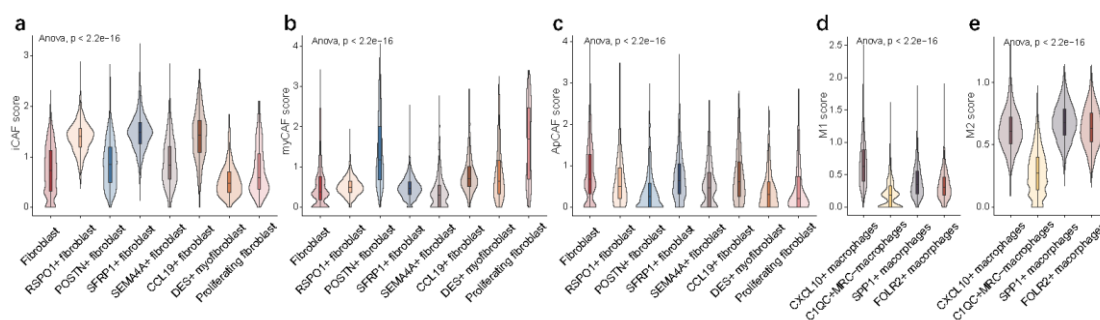 a
Anova, p < 2.2e−16
iCAF score
3
2
1
0
Fibroblast
RSPO1+ fibroblast
POSTN+ fibroblast
SFRP1+ fibroblast
SEMA4A+ fibroblast
CCL19+ fibroblast
DES+ myofibroblast
Proliferating fibroblast
b
Anova, p < 2.2e−16
myCAF score
4
3
2
1
0
Fibroblast
RSPO1+ fibroblast
POSTN+ fibroblast
SFRP1+ fibroblast
SEMA4A+ fibroblast
CCL19+ fibroblast
DES+ myofibroblast
Proliferating fibroblast
c
Anova, p < 2.2e−16
ApCAF score
4
3
2
1
0
Fibroblast
RSPO1+ fibroblast
POSTN+ fibroblast
SFRP1+ fibroblast
SEMA4A+ fibroblast
CCL19+ fibroblast
DES+ myofibroblast
Proliferating fibroblast
d
Anova, p < 2.2e−16
M1 score
2.5
2.0
1.5
1.0
0.5
0.0
CXCL10+ macrophages
C1QC+MRC−macrophages
SPP1+ macrophages
FOLR2+ macrophages
e
Anova, p < 2.2e−16
M2 score
1.0
0.5
0.0
CXCL10+ macrophages
C1QC+MRC−macrophages
SPP1+ macrophages
FOLR2+ macrophages